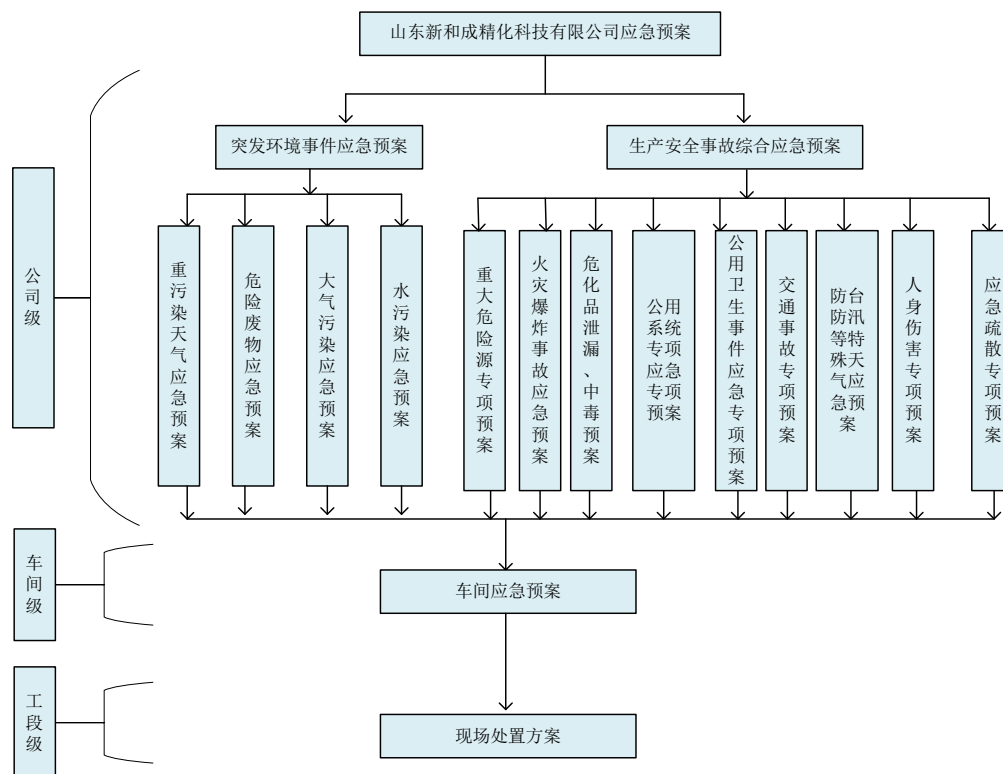 山东新和成精化科技有限公司应急预案
突发环境事件应急预案
生产安全事故综合应急预案
公司级
重污染天气应急预案
危险废物应急预案
大气污染应急预案
水污染应急预案
重大危险源专项预案
火灾爆炸事故应急预案
危化品泄漏、中毒预案
公用系统专项应急专项预案
公用卫生事件应急专项预案
交通事故专项预案
防台防汛等特殊天气应急预案
人身伤害专项预案
应急疏散专项预案
车间级
车间应急预案
工段级
现场处置方案